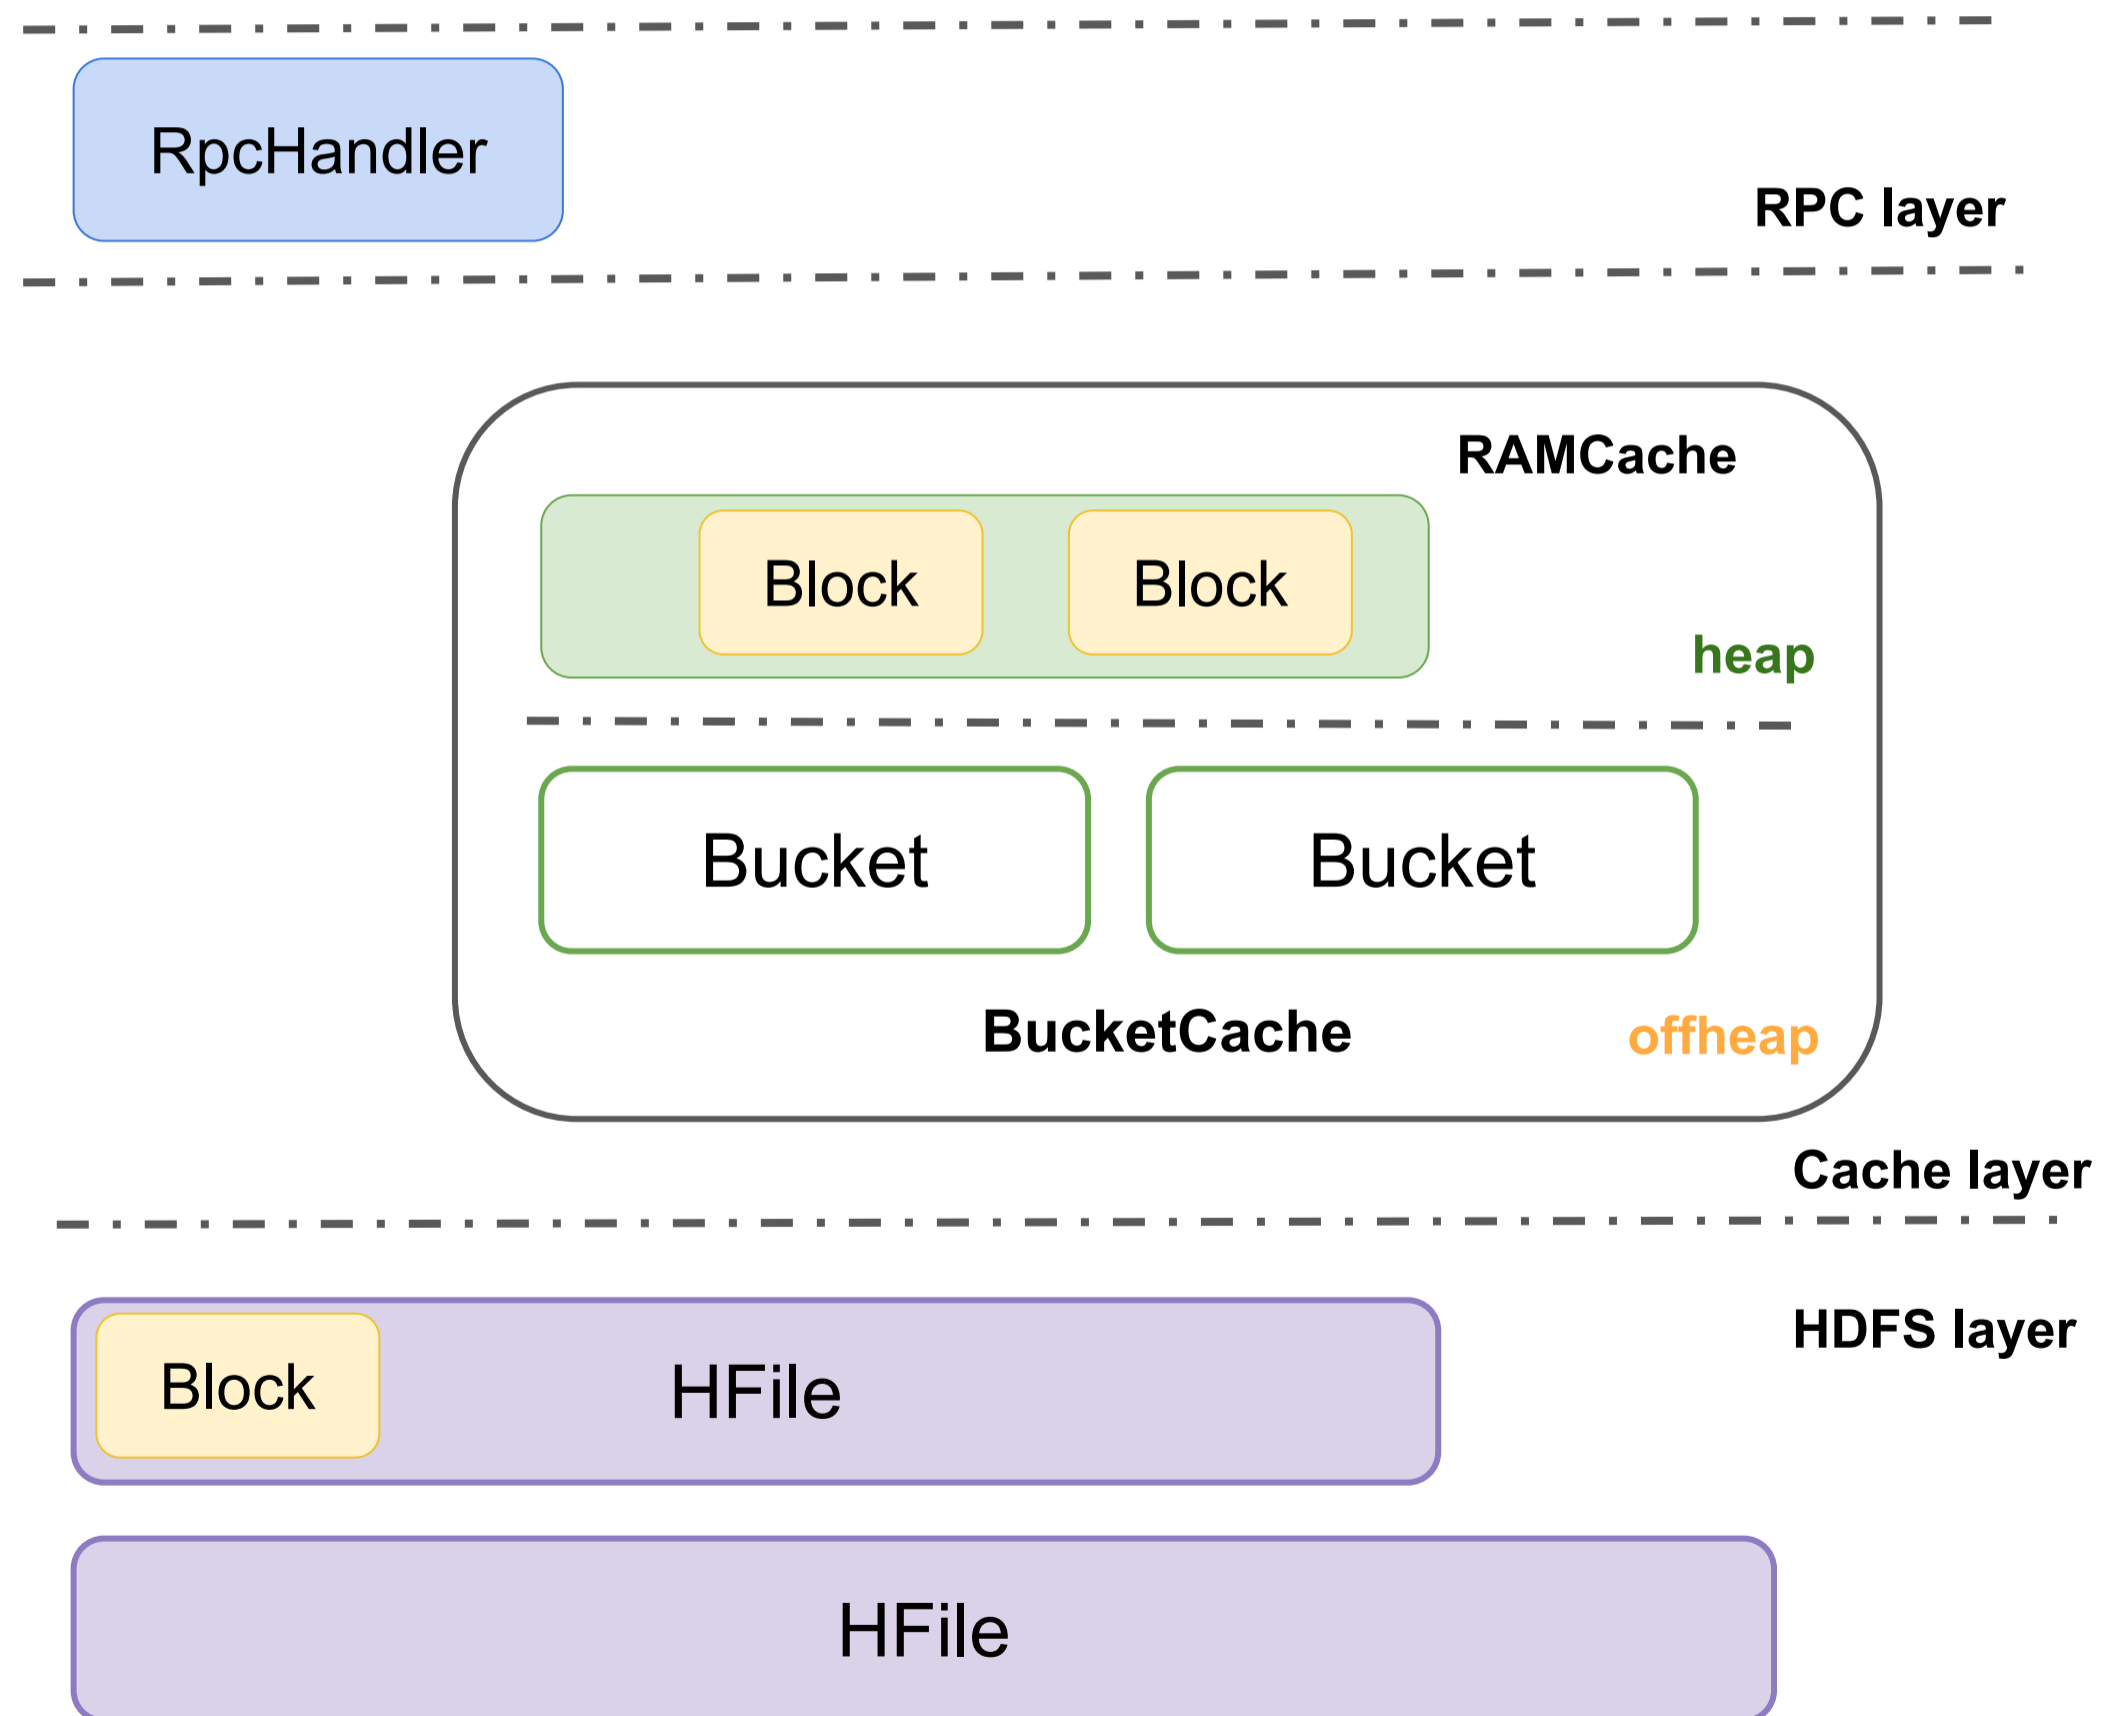 RpcHandler
RPC layer
RAMCache
Block
Block
heap
Bucket
Bucket
BucketCache
offheap
Cache layer
HDFS layer
Block
HFile
HFile